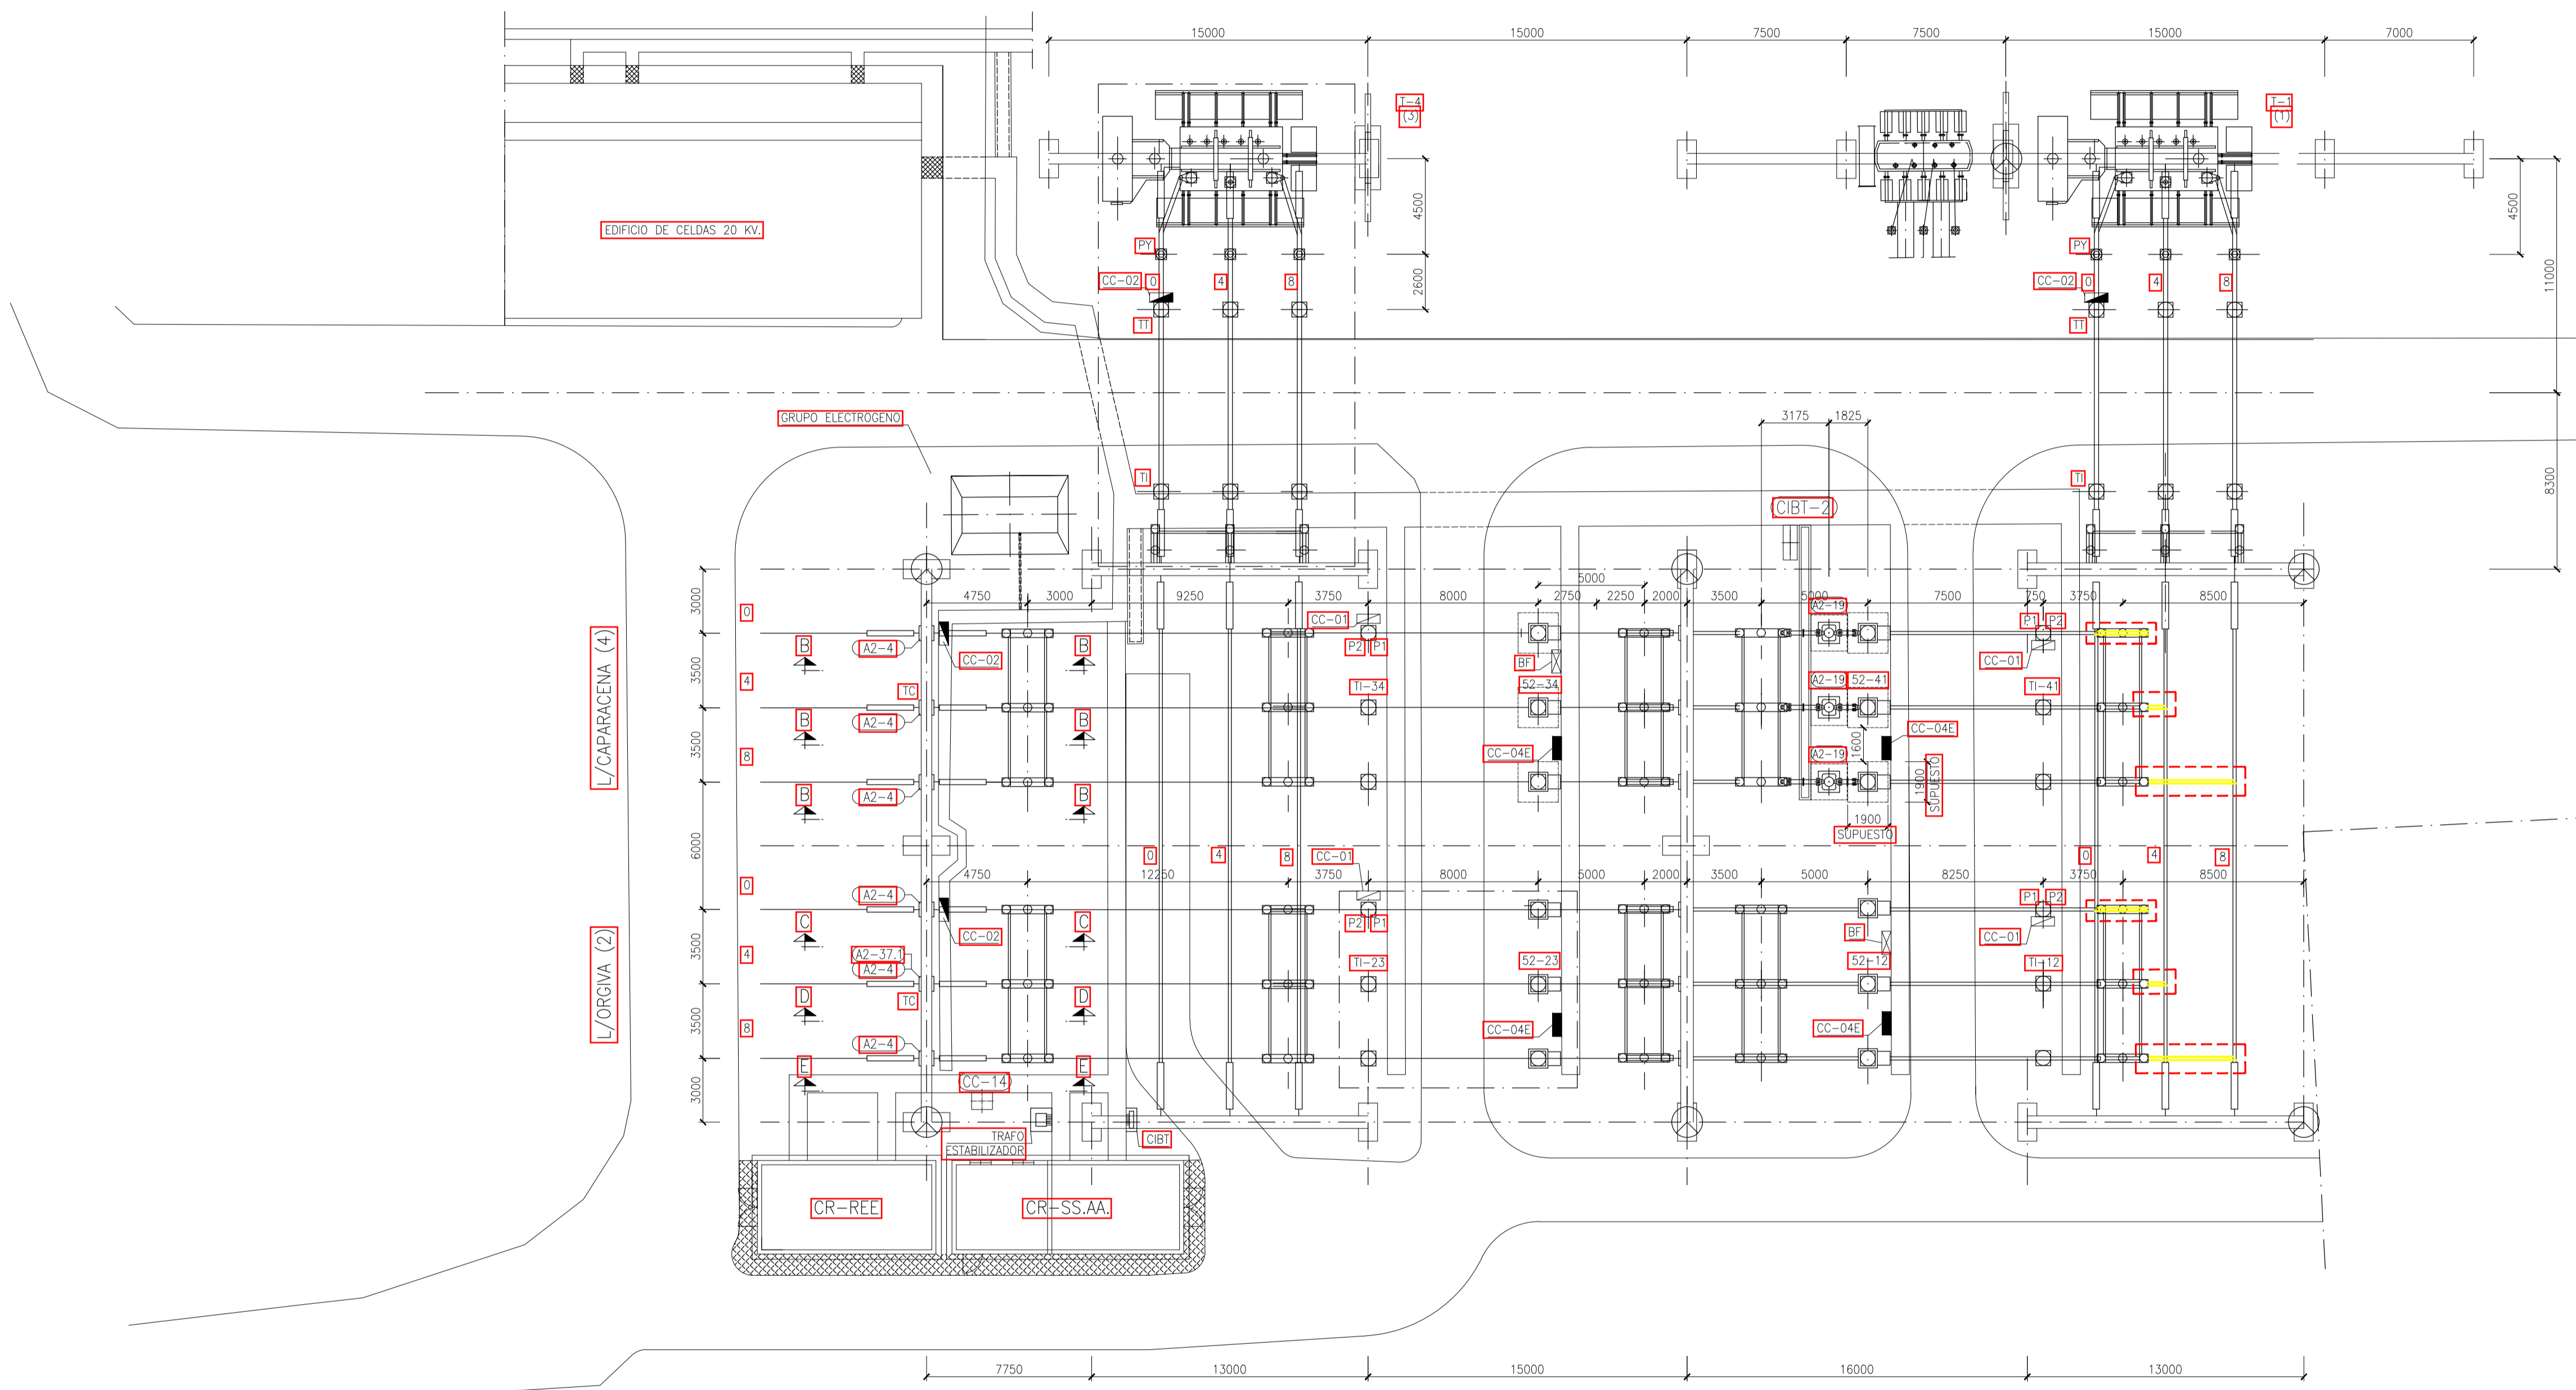 15000
15000
7500
7500
15000
7000
T-4
(3)
T-1
(1)
EDIFICIO DE CELDAS 20 KV.
PY
CC-02
0
4
8
TT
4500
2600
PY
CC-02
0
4
8
TT
4500
11000
8300
GRUPO ELECTROGENO
3175
1825
TI
TI
CIBT-2
5000
3000
4750
3000
9250
3750
8000
2750
2250
2000
3500
5000
7500
750
3750
8500
0
L/CAPARACENA (4)
B
A2-4
CC-02
B
CC-01
P2
P1
BF
A2-19
P1
P2
CC-01
3500
4
TC
A2-4
B
B
TI-34
52-34
A2-19
52-41
TI-41
3500
8
A2-4
B
B
CC-04E
A2-19
1600
CC-04E
1900
SUPUESTO
1900
SUPUESTO
6000
0
4
8
CC-01
0
4
8
4750
12250
3750
8000
5000
2000
3500
5000
8250
3750
8500
0
A2-4
C
CC-02
C
P2
P1
BF
P1
P2
CC-01
L/ORGIVA (2)
3500
4
A2-37.1
A2-4
D
TC
D
TI-23
52-23
52-12
TI-12
3500
8
A2-4
E
E
CC-04E
CC-04E
3000
CC-14
TRAFO
ESTABILIZADOR
CIBT
CR-REE
CR-SS.AA.
7750
13000
15000
16000
13000